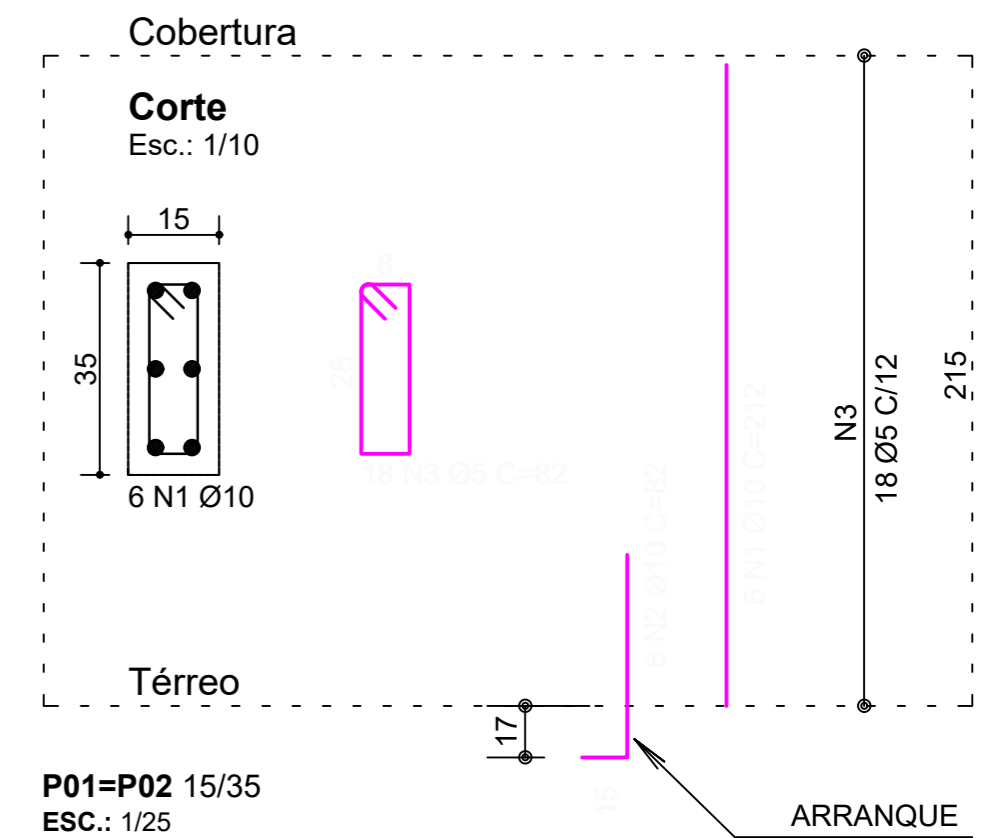 Cobertura
Corte
Esc.: 1/10
15
35
6 N1 Ø10
8
28
18 N3 Ø5 C=82
6 N2 Ø10 C=82
6 N1 Ø10 C=212
N3
18 Ø5 C/12
215
Térreo
17
15
ARRANQUE
P01=P02 15/35
ESC.: 1/25